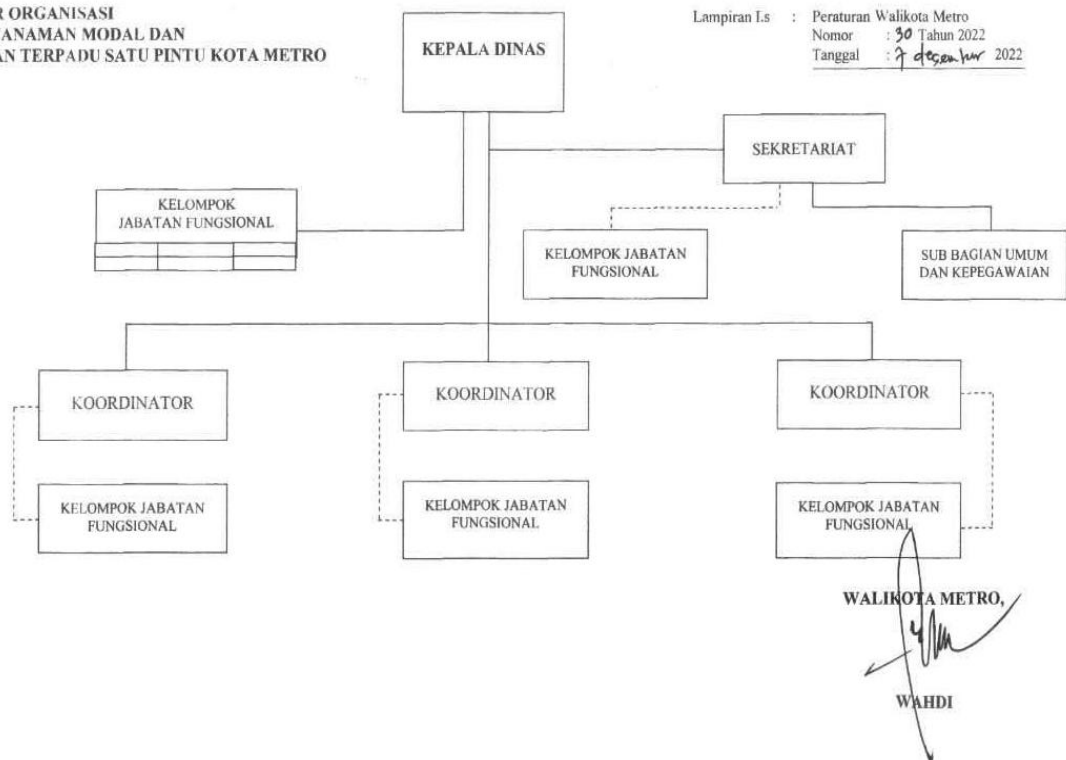 R ORGANISASI
ANAMAN MODAL DAN
AN TERPADU SATU PINTU KOTA METRO
Lampiran I.s : Peraturan Walikota Metro
Nomor : 30 Tahun 2022
Tanggal : 7 desember 2022
KEPALA DINAS
SEKRETARIAT
KELOMPOK
JABATAN FUNGSIONAL
KELOMPOK JABATAN
FUNGSIONAL
SUB BAGIAN UMUM
DAN KEPEGAWAIAN
KOORDINATOR
KOORDINATOR
KOORDINATOR
KELOMPOK JABATAN
FUNGSIONAL
KELOMPOK JABATAN
FUNGSIONAL
KELOMPOK JABATAN
FUNGSIONAL
WALIKOTA METRO,
WAHDI